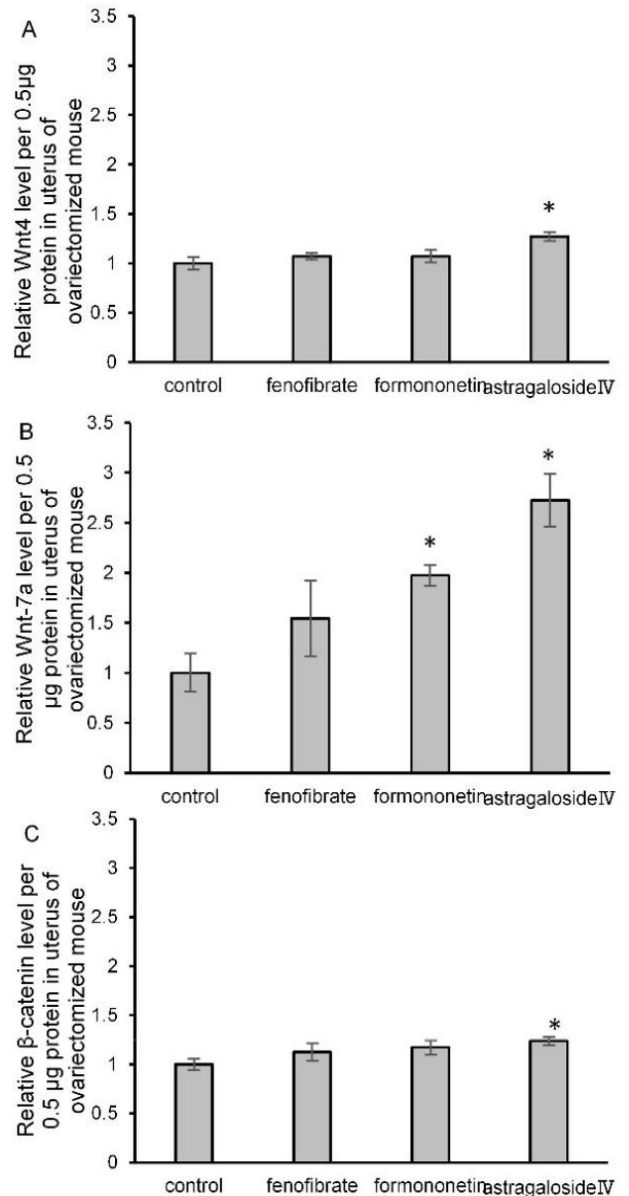 A
Relative Wnt4 level per 0.5µg
protein in uterus of
ovariectomized mouse
3.5
3
2.5
2
1.5
1
0.5
0
*
control
fenofibrate
formononetin
astragalosideⅣ
B
Relative Wnt-7a level per 0.5
µg protein in uterus of
ovariectomized mouse
3.5
3
2.5
2
1.5
1
0.5
0
*
*
control
fenofibrate
formononetin
astragalosideⅣ
C
Relative β-catenin level per
0.5 µg protein in uterus of
ovariectomized mouse
3.5
3
2.5
2
1.5
1
0.5
0
*
control
fenofibrate
formononetin
astragalosideⅣ